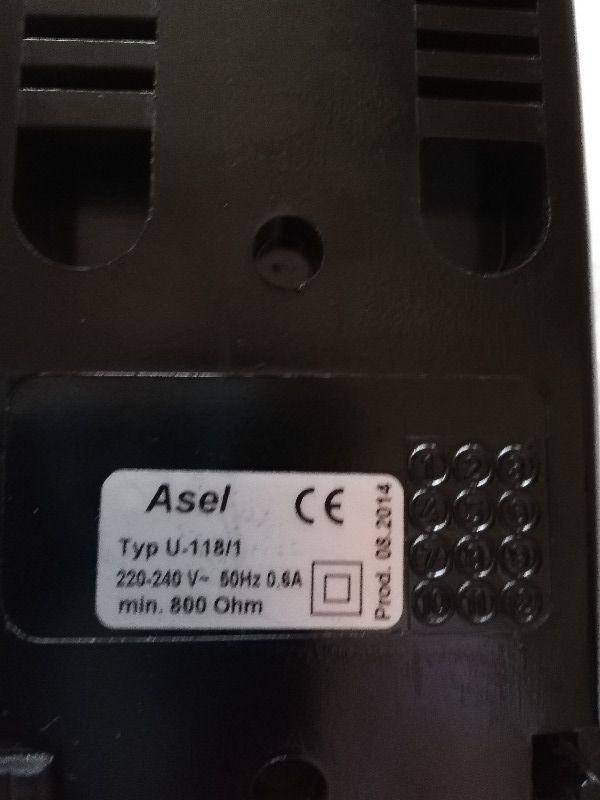 Asel CE
Typ U-118/1
220-240 V~ 50Hz 0.6A
min. 800 Ohm
Prod. 08.2014
1 2 3
4 5 6
7 8 9
10 11 12